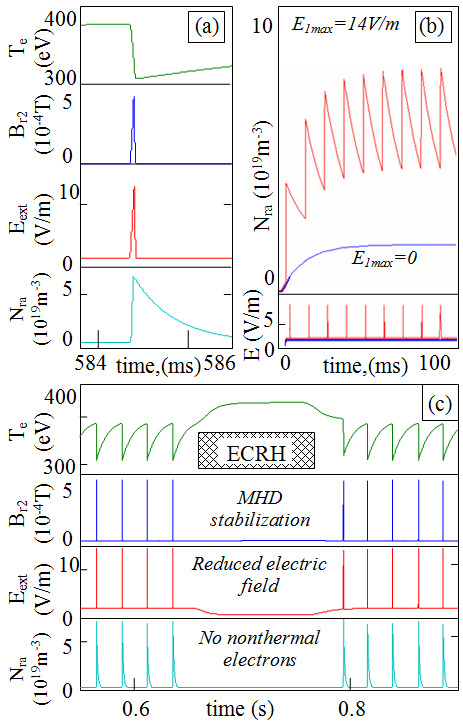 (a)
400
T_e
(eV)
300
5
B_r2
(10^-4T)
0
10
E_ext
(V/m)
0
5
N_ra
(10^19m^-3)
0
584 time,(ms) 586
(b)
E_1max=14V/m
10
N_ra (10^19m^-3)
0
E_1max=0
E (V/m)
5
0 time,(ms) 100
(c)
400
T_e
(eV)
300
ECRH
5
B_r2
(10^-4T)
0
MHD
stabilization
10
E_ext
(V/m)
0
Reduced electric
field
5
N_ra
(10^19m^-3)
0
No nonthermal
electrons
0.6 time (s) 0.8